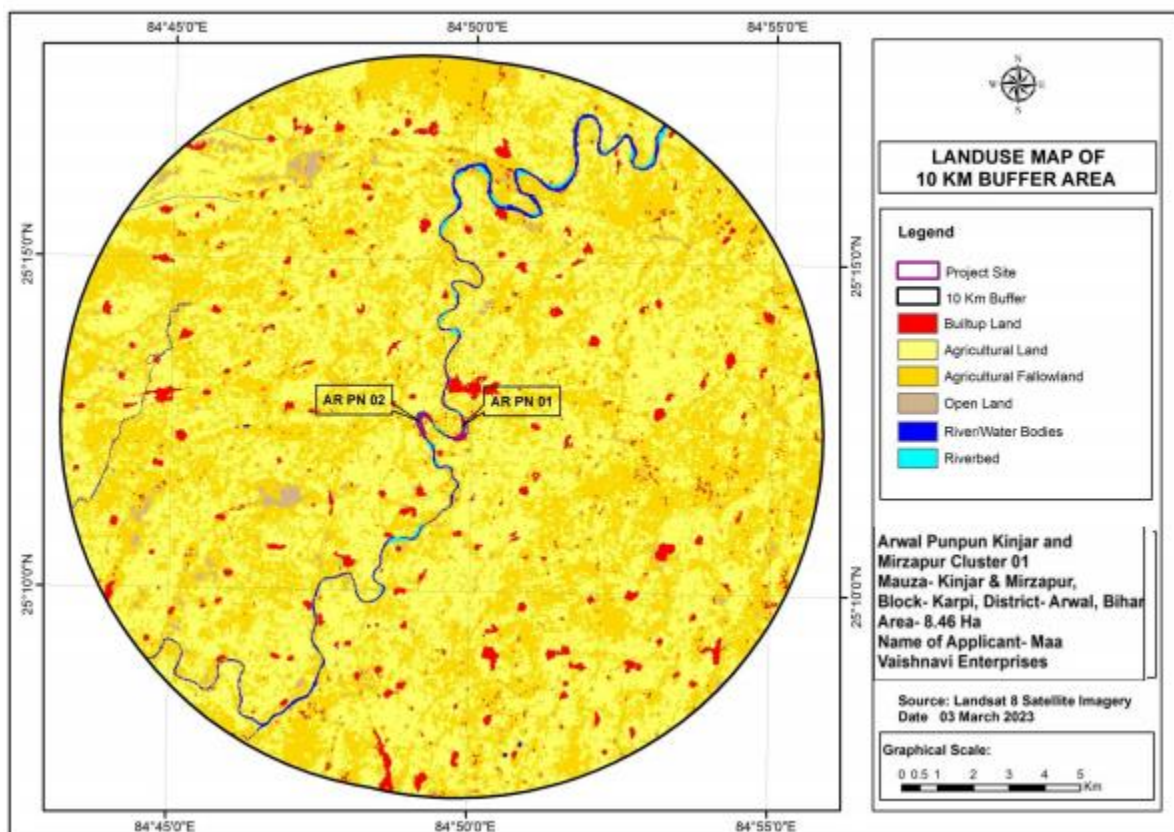 84°45'0"E
84°50'0"E
84°55'0"E
25°15'0"N
25°15'0"N
AR PN 02
AR PN 01
25°10'0"N
25°10'0"N
84°45'0"E
84°50'0"E
84°55'0"E
N
W
E
S
LANDUSE MAP OF
10 KM BUFFER AREA
Legend
Project Site
10 Km Buffer
Builtup Land
Agricultural Land
Agricultural Fallowland
Open Land
River/Water Bodies
Riverbed
Arwal Punpun Kinjar and
Mirzapur Cluster 01
Mauza- Kinjar & Mirzapur,
Block- Karpi, District- Arwal, Bihar
Area- 8.46 Ha
Name of Applicant- Maa
Vaishnavi Enterprises
Source: Landsat 8 Satellite Imagery
Date 03 March 2023
Graphical Scale:
0 0.5 1 2 3 4 5
Km